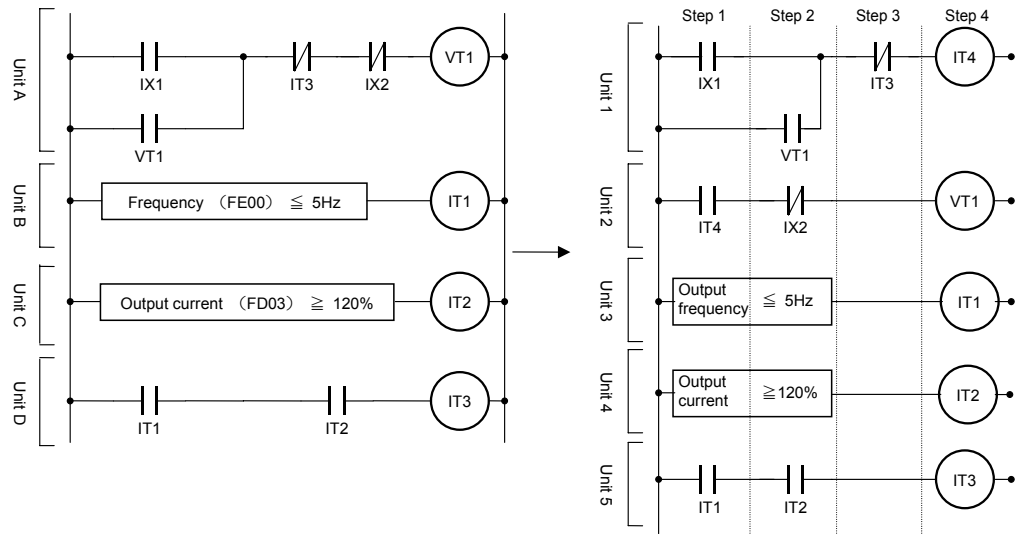 Unit A
IX1
IT3
IX2
VT1
VT1
Unit B
Frequency （FE00） ≦ 5Hz
IT1
Unit C
Output current （FD03） ≧ 120%
IT2
Unit D
IT1
IT2
IT3
Step 1
Step 2
Step 3
Step 4
Unit 1
IX1
IT3
IT4
VT1
Unit 2
IT4
IX2
VT1
Unit 3
Output
frequency ≦ 5Hz
IT1
Unit 4
Output
current ≧120%
IT2
Unit 5
IT1
IT2
IT3